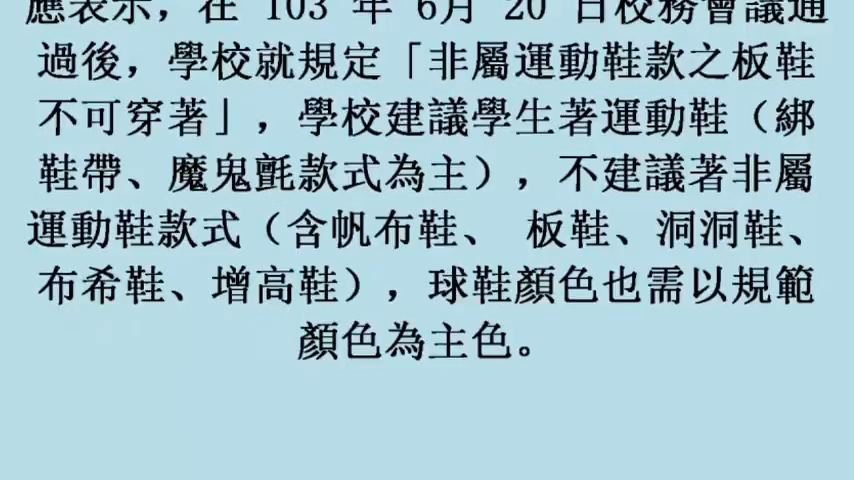 應表示，在 103 年 6月 20 日校務會議通
過後，學校就規定「非屬運動鞋款之板鞋
不可穿著」，學校建議學生著運動鞋（綁
鞋帶、魔鬼氈款式為主），不建議著非屬
運動鞋款式（含帆布鞋、 板鞋、洞洞鞋、
布希鞋、增高鞋），球鞋顏色也需以規範
顏色為主色。